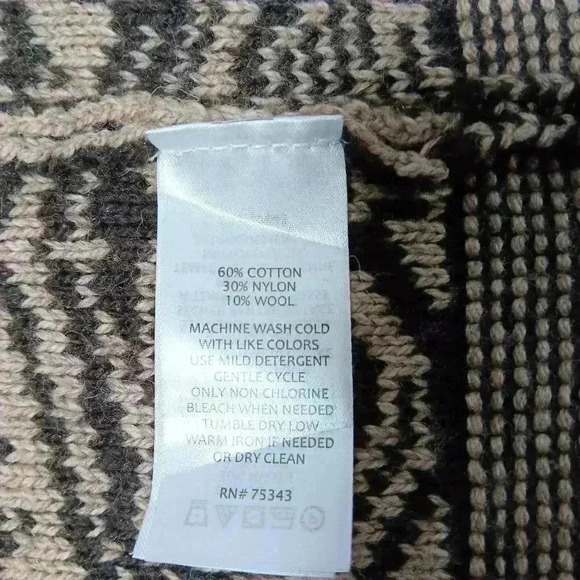 60% COTTON
30% NYLON
10% WOOL
MACHINE WASH COLD
WITH LIKE COLORS
USE MILD DETERGENT
GENTLE CYCLE
ONLY NON CHLORINE
BLEACH WHEN NEEDED
TUMBLE DRY LOW
WARM IRON IF NEEDED
OR DRY CLEAN
RN# 75343